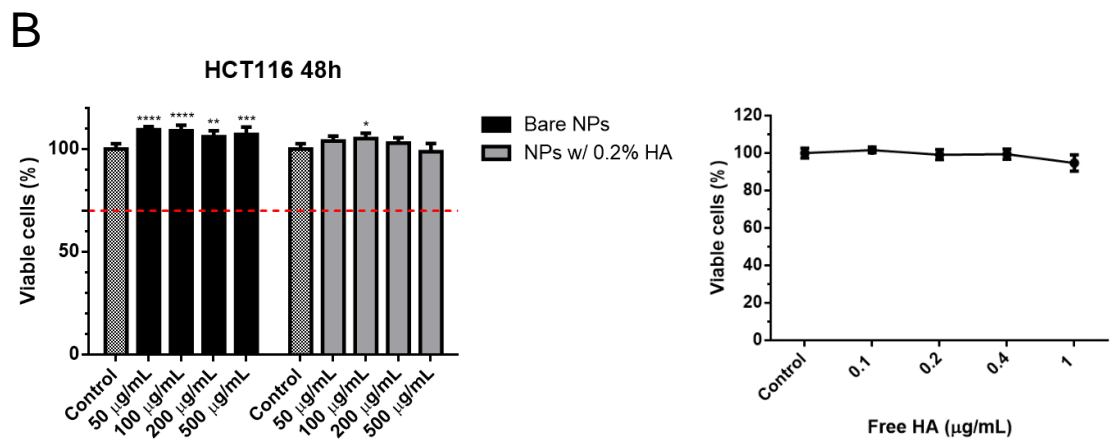 B
HCT116 48h
Viable cells (%)
100
50
0
**** **** ** ***
*
Control
50 μg/mL
100 μg/mL
200 μg/mL
500 μg/mL
Control
50 μg/mL
100 μg/mL
200 μg/mL
500 μg/mL
Bare NPs
NPs w/ 0.2% HA
Viable cells (%)
120
100
80
60
40
20
0
Control
0.1
0.2
0.4
1
Free HA (μg/mL)